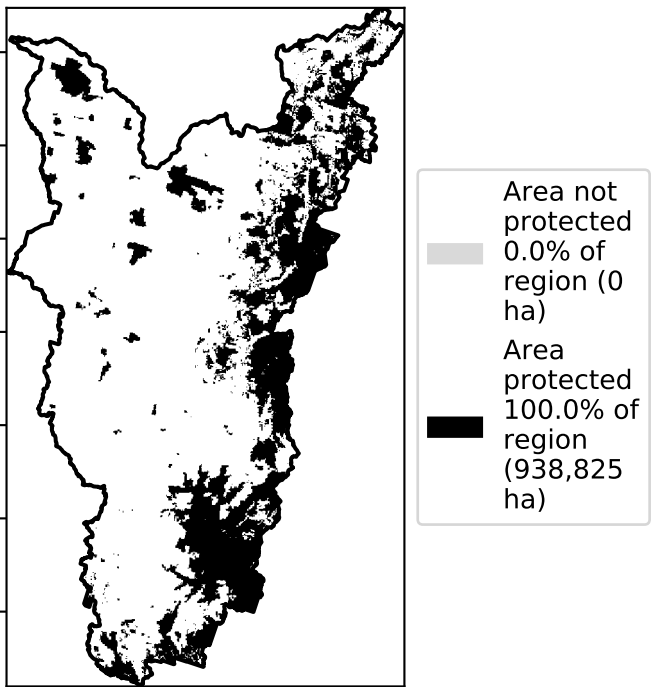 Area not
protected
0.0% of
region (0
ha)
Area
protected
100.0% of
region
(938,825
ha)